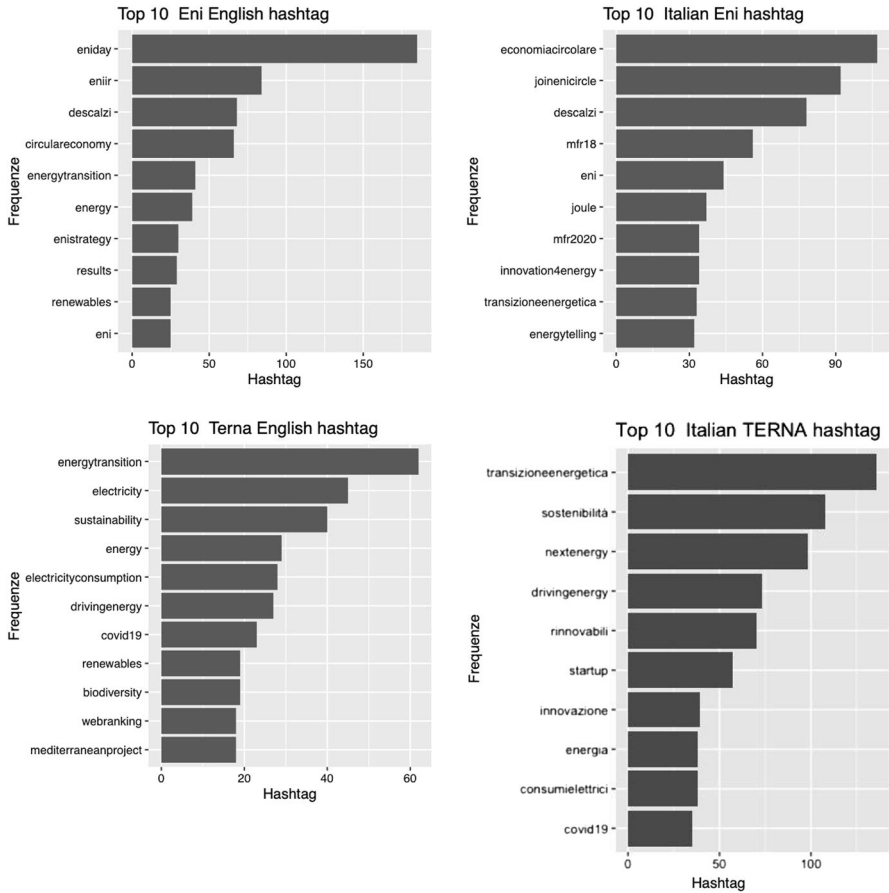 Top 10  Eni English hashtag
eniday
eniir
descalzi
circulareconomy
energytransition
energy
enistrategy
results
renewables
eni
Frequenze
0 50 100 150
Hashtag
Top 10  Italian Eni hashtag
economiacircolare
joinenicircle
descalzi
mfr18
eni
joule
mfr2020
innovation4energy
transizioneenergetica
energytelling
Frequenze
0 30 60 90
Hashtag
Top 10  Terna English hashtag
energytransition
electricity
sustainability
energy
electricityconsumption
drivingenergy
covid19
renewables
biodiversity
webranking
mediterraneanproject
Frequenze
0 20 40 60
Hashtag
Top 10  Italian TERNA hashtag
transizioneenergetica
sostenibilità
nextenergy
drivingenergy
rinnovabili
startup
innovazione
energia
consumielettrici
covid19
Frequenze
0 50 100
Hashtag